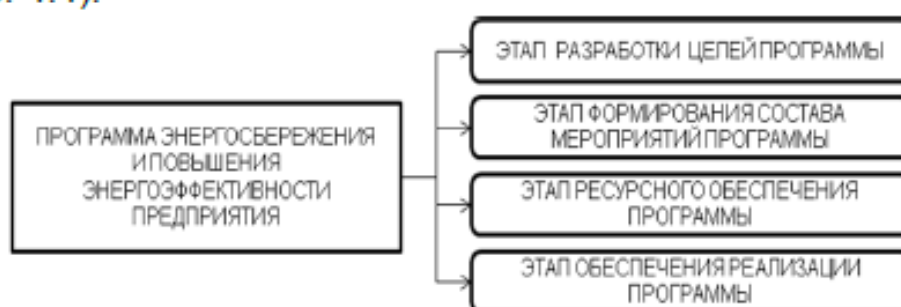 ПРОГРАММА ЭНЕРГОСБЕРЕЖЕНИЯ
И ПОВЫШЕНИЯ
ЭНЕРГОЭФФЕКТИВНОСТИ
ПРЕДПРИЯТИЯ
ЭТАП РАЗРАБОТКИ ЦЕЛЕЙ ПРОГРАММЫ
ЭТАП ФОРМИРОВАНИЯ СОСТАВА
МЕРОПРИЯТИЙ ПРОГРАММЫ
ЭТАП РЕСУРСНОГО ОБЕСПЕЧЕНИЯ
ПРОГРАММЫ
ЭТАП ОБЕСПЕЧЕНИЯ РЕАЛИЗАЦИИ
ПРОГРАММЫ